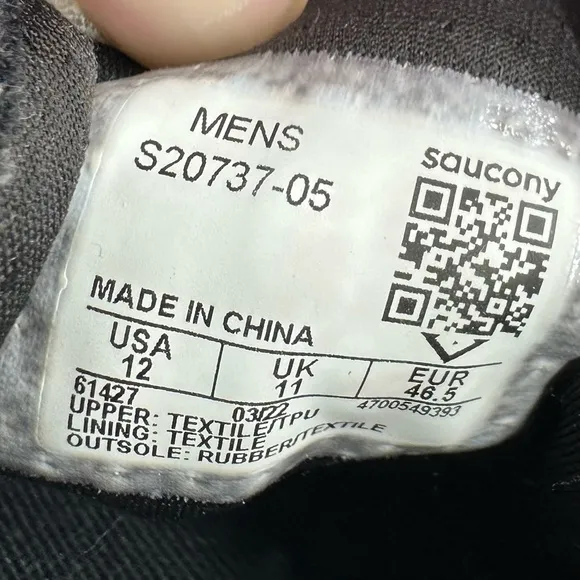 MENS
S20737-05
saucony
MADE IN CHINA
USA UK EUR
12 11 46.5
61427 03/22 4700549393
UPPER: TEXTILE/TPU
LINING: TEXTILE
OUTSOLE: RUBBER/TEXTILE